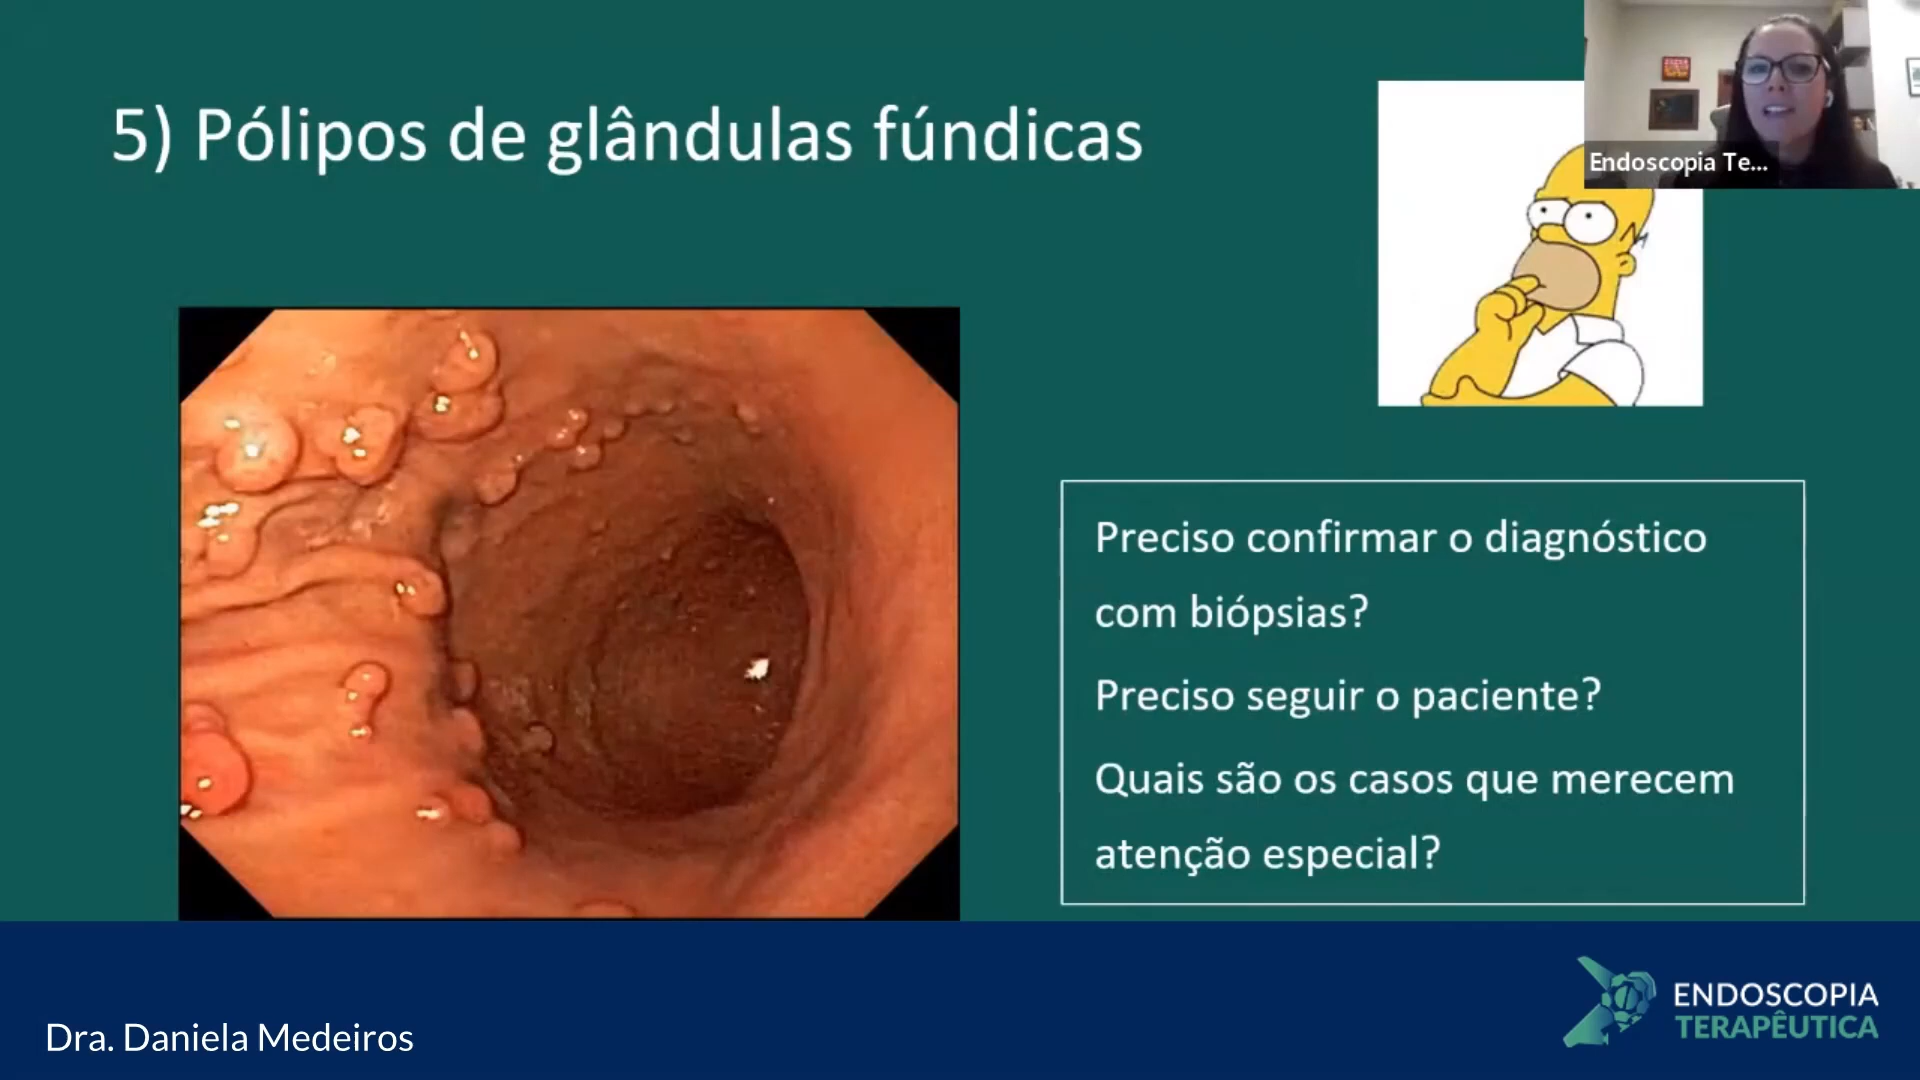 5) Pólipos de glândulas fúndicas
Endoscopia Te...
Preciso confirmar o diagnóstico
com biópsias?
Preciso seguir o paciente?
Quais são os casos que merecem
atenção especial?
Dra. Daniela Medeiros
ENDOSCOPIA
TERAPÊUTICA